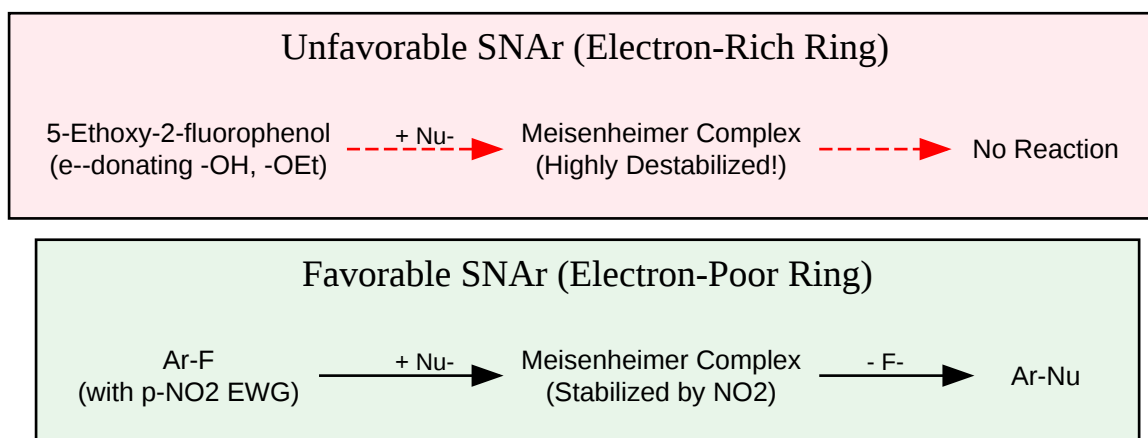 Unfavorable SNAr (Electron-Rich Ring)
5-Ethoxy-2-fluorophenol
(e--donating -OH, -OEt)
+ Nu-
Meisenheimer Complex
(Highly Destabilized!)
No Reaction
Favorable SNAr (Electron-Poor Ring)
Ar-F
(with p-NO2 EWG)
+ Nu-
Meisenheimer Complex
(Stabilized by NO2)
- F-
Ar-Nu